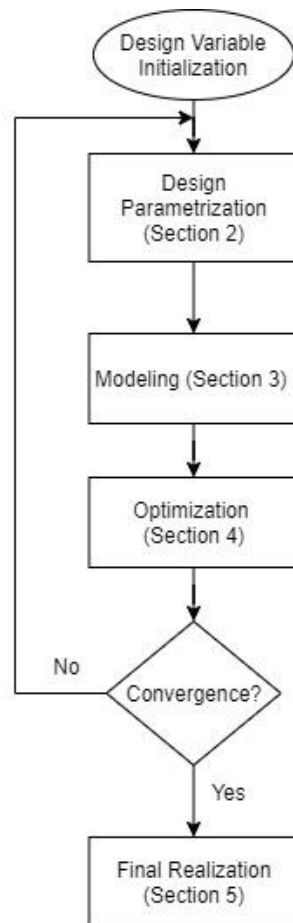 Design Variable
Initialization
Design
Parametrization
(Section 2)
Modeling (Section 3)
Optimization
(Section 4)
Convergence?
No
Yes
Final Realization
(Section 5)